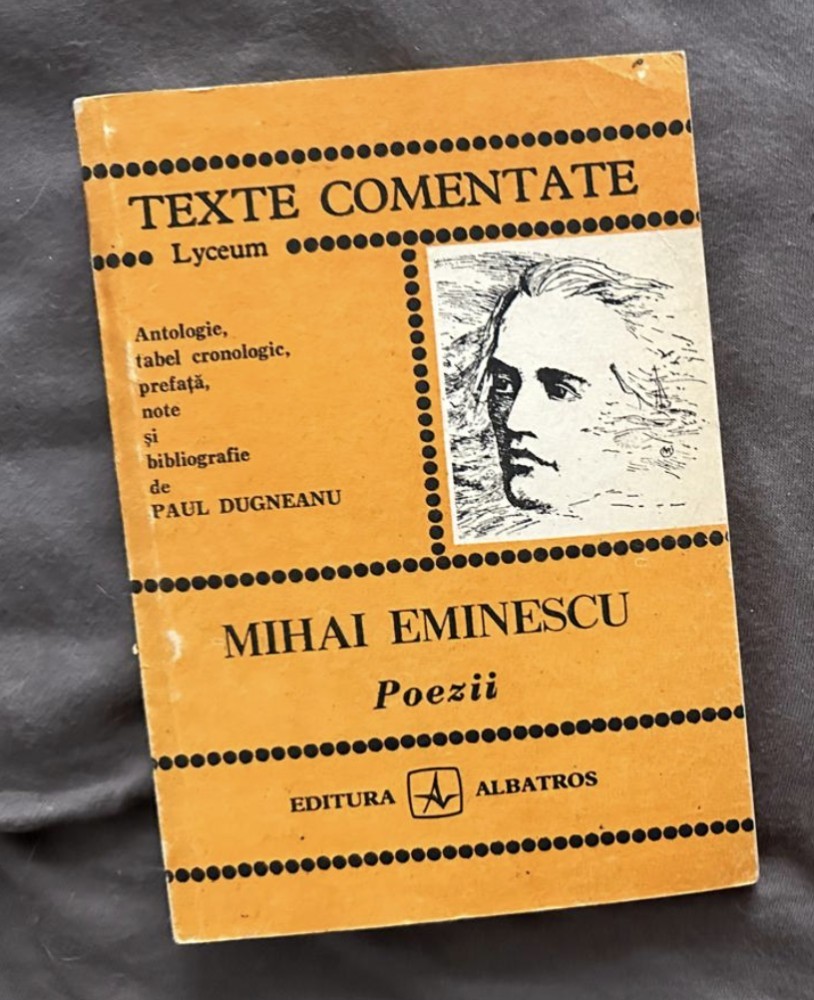 TEXTE COMENTATE
Lyceum
Antologie,
tabel cronologic,
prefață,
note
și
bibliografie
de
PAUL DUGNEANU
MIHAI EMINESCU
Poezii
EDITURA ALBATROS